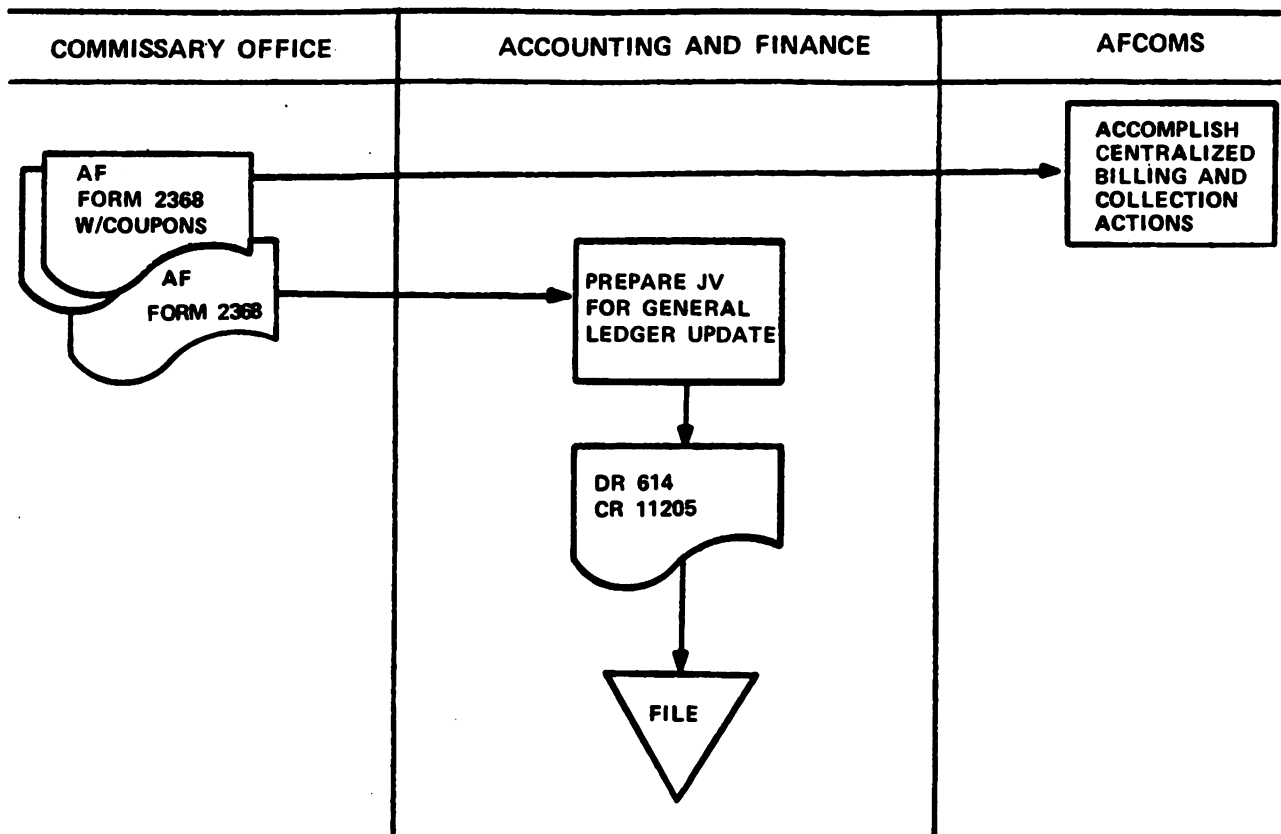 COMMISSARY OFFICE
ACCOUNTING AND FINANCE
AFCOMS
AF
FORM 2368
W/COUPONS
AF
FORM 2368
PREPARE JV
FOR GENERAL
LEDGER UPDATE
DR 614
CR 11205
FILE
ACCOMPLISH
CENTRALIZED
BILLING AND
COLLECTION
ACTIONS